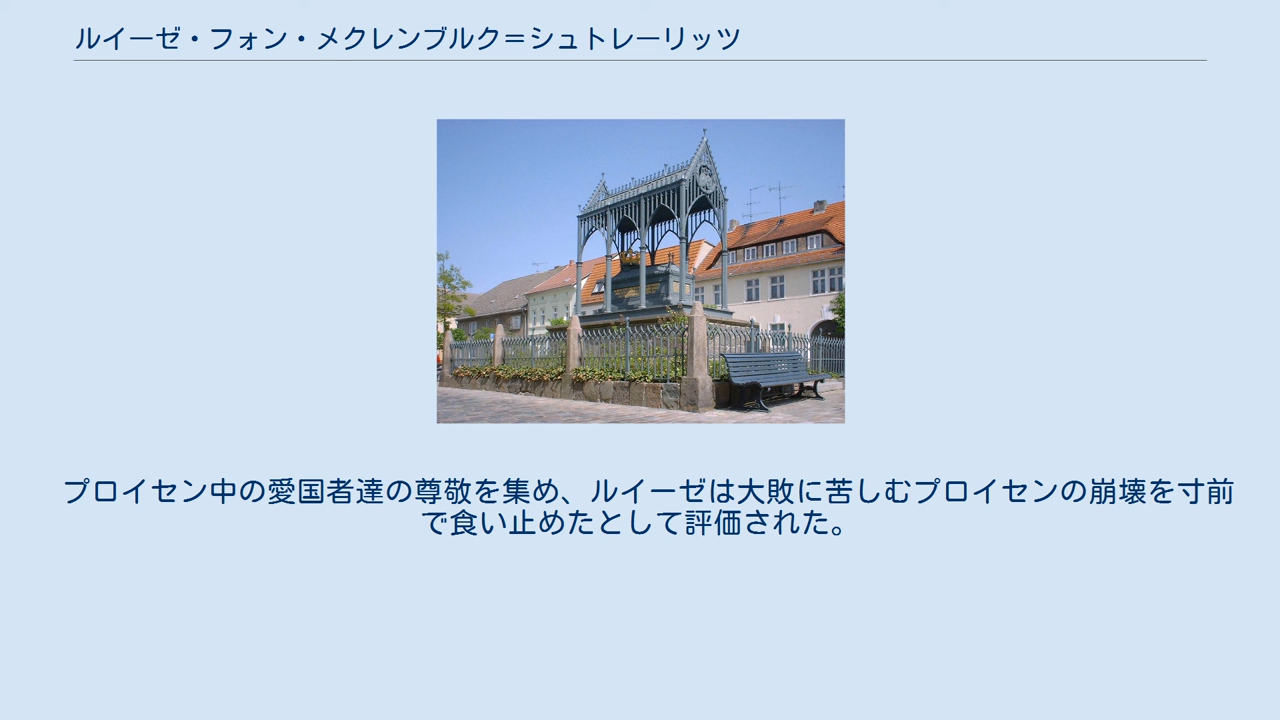 ルイーゼ・フォン・メクレンブルク＝シュトレーリッツ
プロイセン中の愛国者達の尊敬を集め、ルイーゼは大敗に苦しむプロイセンの崩壊を寸前
で食い止めたとして評価された。